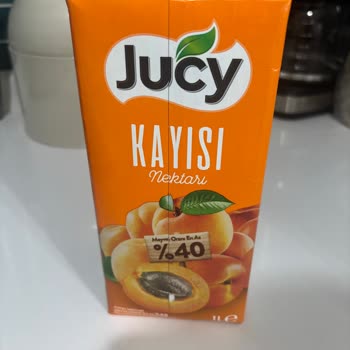 Jucy
KAYISI
Nektarı
Meyve Oranı En Az
%40
1L e